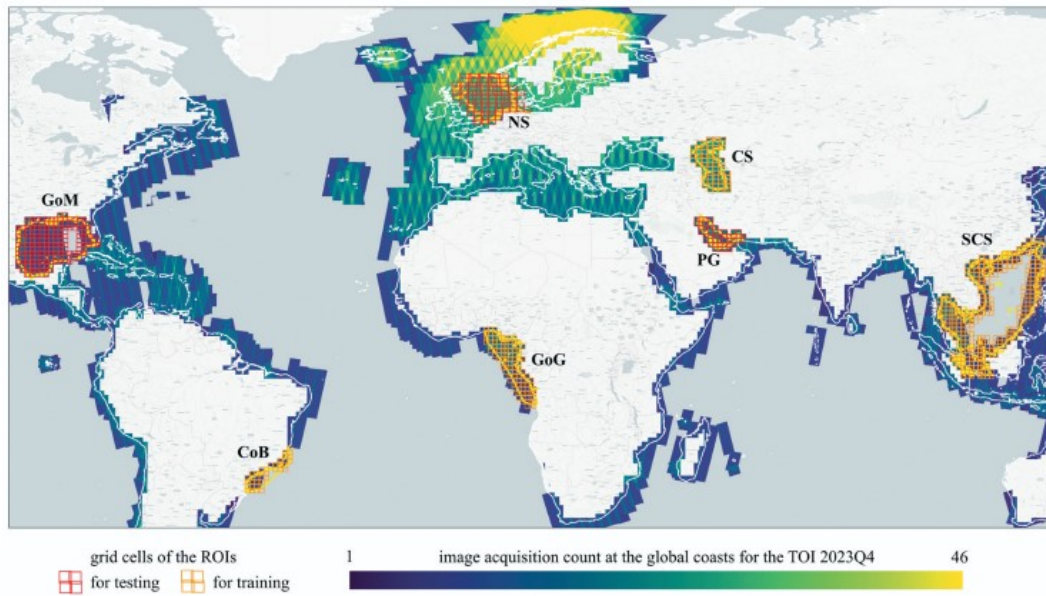 NS
CS
GoM
SCS
PG
GoG
CoB
grid cells of the ROIs
for testing for training
1 image acquisition count at the global coasts for the TOI 2023Q4 46